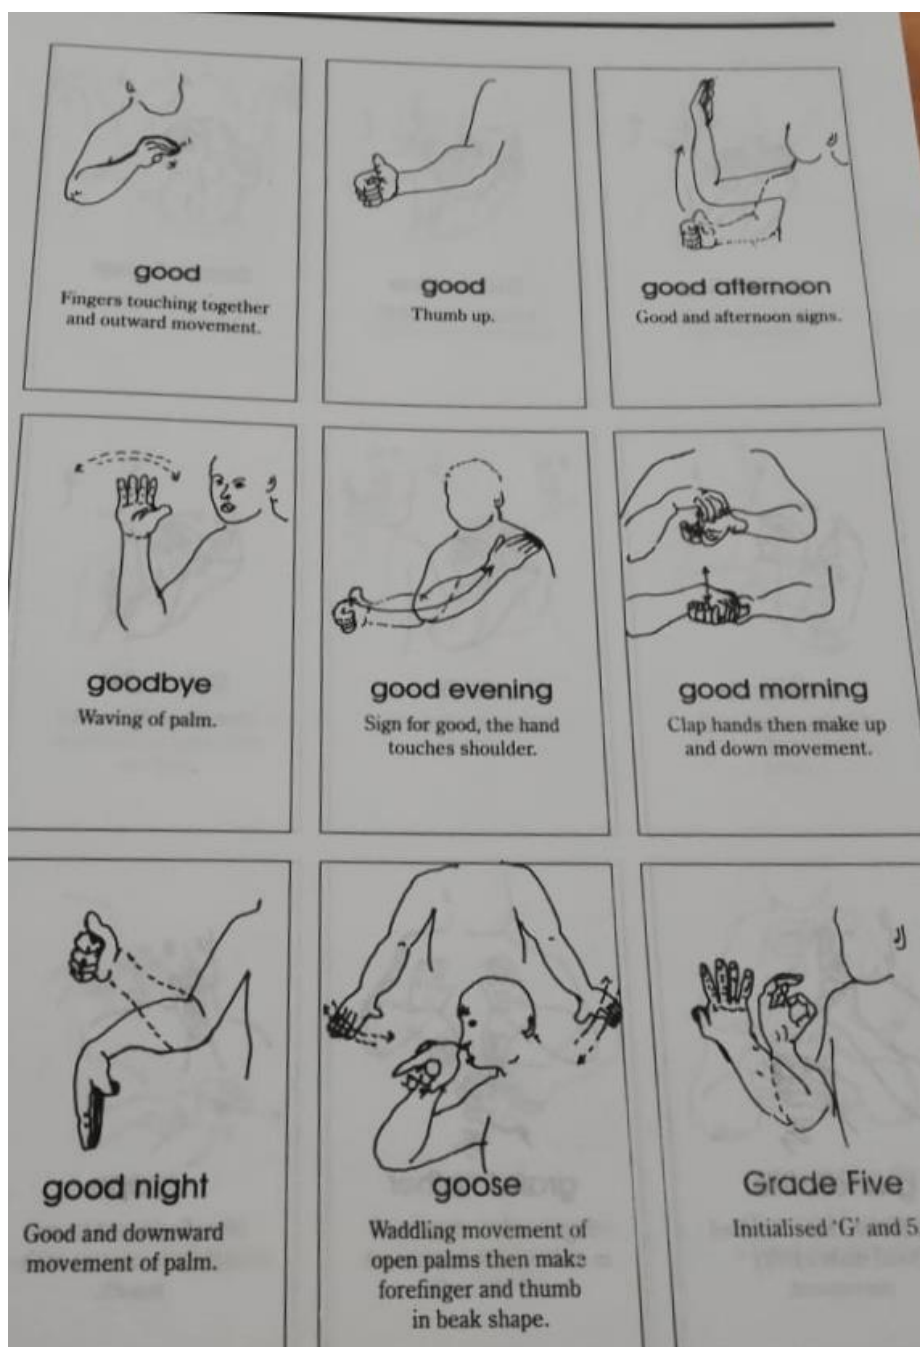 good
Fingers touching together
and outward movement.
good
Thumb up.
good afternoon
Good and afternoon signs.
goodbye
Waving of palm.
good evening
Sign for good, the hand
touches shoulder.
good morning
Clap hands then make up
and down movement.
good night
Good and downward
movement of palm.
goose
Waddling movement of
open palms then make
forefinger and thumb
in beak shape.
Grade Five
Initialised ‘G’ and 5